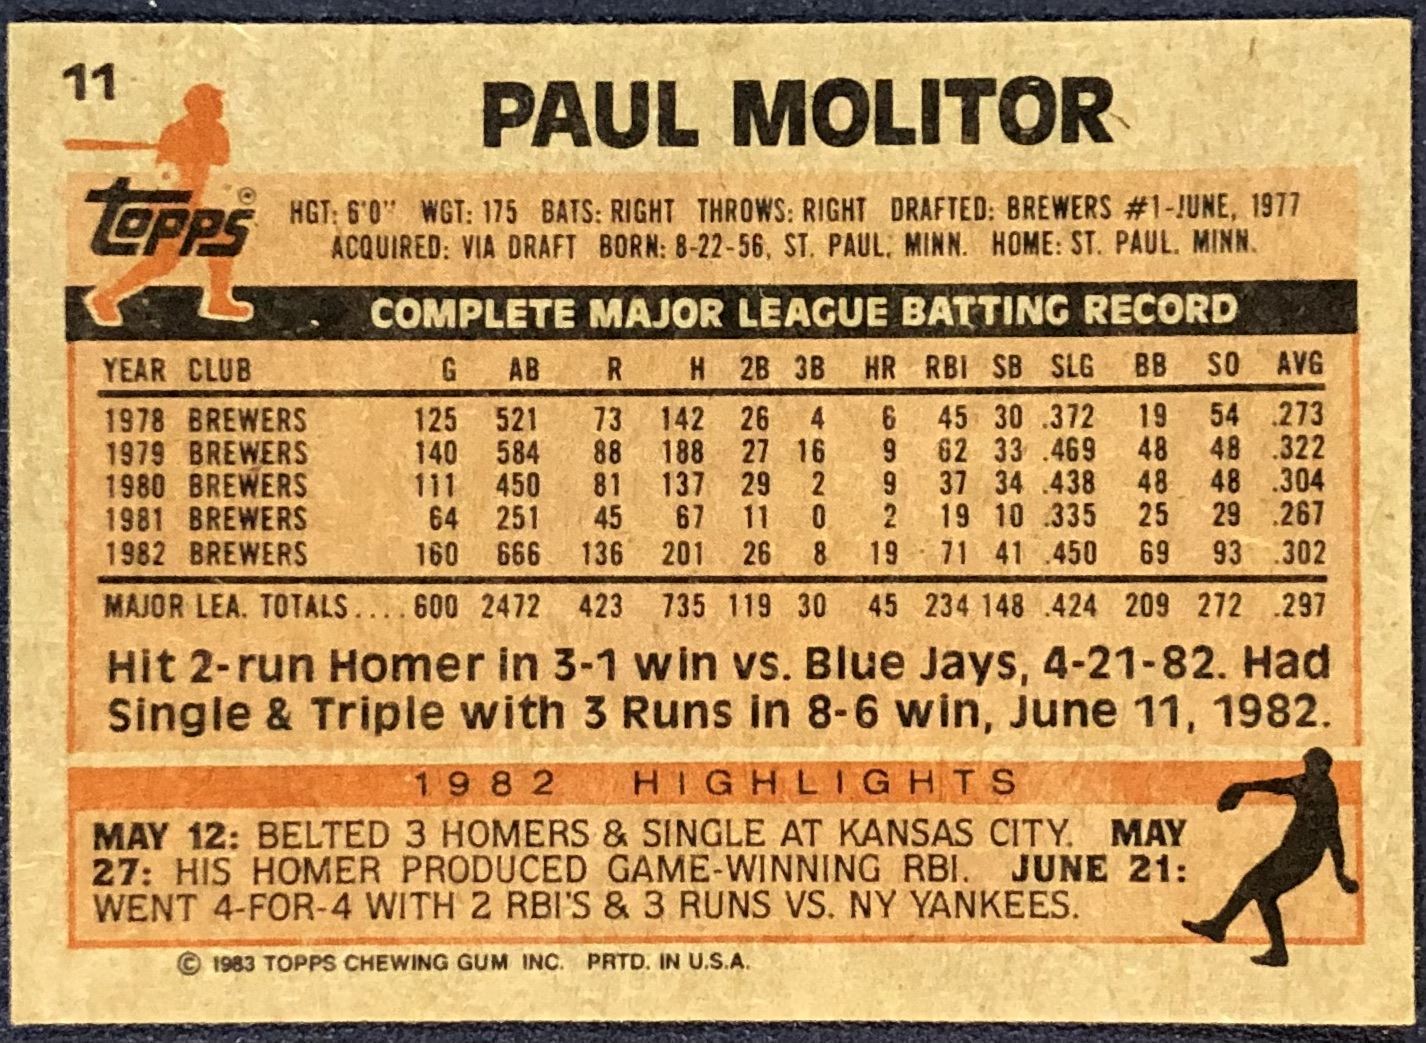 11
PAUL MOLITOR
Topps ®
HGT: 6'0" WGT: 175 BATS: RIGHT THROWS: RIGHT DRAFTED: BREWERS #1-JUNE, 1977
ACQUIRED: VIA DRAFT BORN: 8-22-56, ST. PAUL, MINN. HOME: ST. PAUL, MINN.
COMPLETE MAJOR LEAGUE BATTING RECORD
YEAR CLUB G AB R H 2B 3B HR RBI SB SLG BB SO AVG
1978 BREWERS 125 521 73 142 26 4 6 45 30 .372 19 54 .273
1979 BREWERS 140 584 88 188 27 16 9 62 33 .469 48 48 .322
1980 BREWERS 111 450 81 137 29 2 9 37 34 .438 48 48 .304
1981 BREWERS 64 251 45 67 11 0 2 19 10 .335 25 29 .267
1982 BREWERS 160 666 136 201 26 8 19 71 41 .450 69 93 .302
MAJOR LEA. TOTALS.... 600 2472 423 735 119 30 45 234 148 .424 209 272 .297
Hit 2-run Homer in 3-1 win vs. Blue Jays, 4-21-82. Had
Single & Triple with 3 Runs in 8-6 win, June 11, 1982.
1982 HIGHLIGHTS
MAY 12: BELTED 3 HOMERS & SINGLE AT KANSAS CITY. MAY
27: HIS HOMER PRODUCED GAME-WINNING RBI. JUNE 21:
WENT 4-FOR-4 WITH 2 RBI'S & 3 RUNS VS. NY YANKEES.
© 1983 TOPPS CHEWING GUM INC. PRTD. IN U.S.A.